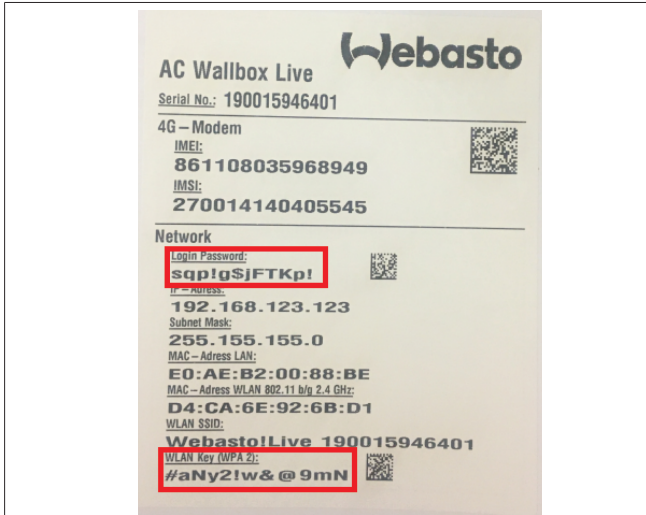 Webasto
AC Wallbox Live
Serial No.: 190015946401
4G – Modem
IMEI:
861108035968949
IMSI:
270014140405545
Network
Login Password:
sqp!g$jFTKp!
IP – Adress:
192.168.123.123
Subnet Mask:
255.155.155.0
MAC – Adress LAN:
E0:AE:B2:00:88:BE
MAC – Adress WLAN 802.11 b/g 2.4 GHz:
D4:CA:6E:92:6B:D1
WLAN SSID:
Webasto!Live 190015946401
WLAN Key (WPA 2):
#aNy2!w&@9mN